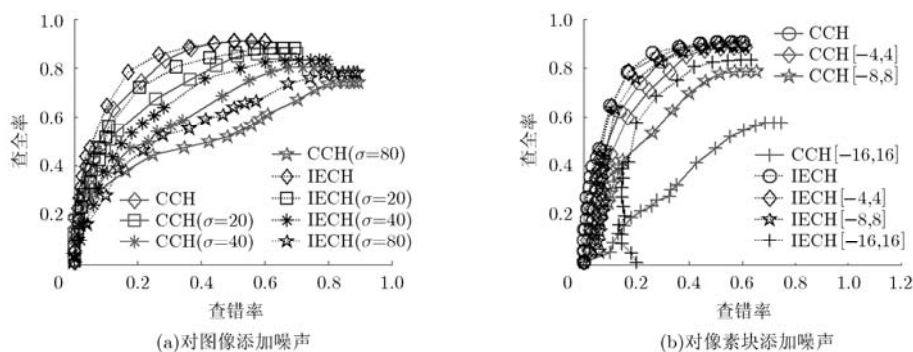 1.0
0.8
0.6
0.4
0.2
0
0.2
0.4
0.6
0.8
1.0
查全率
查错率
CCH
CCH(σ=20)
CCH(σ=40)
CCH(σ=80)
IECH
IECH(σ=20)
IECH(σ=40)
IECH(σ=80)
(a)对图像添加噪声
1.0
0.8
0.6
0.4
0.2
0
0.2
0.4
0.6
0.8
1.0
1.2
查全率
查错率
CCH
CCH[−4,4]
CCH[−8,8]
CCH[−16,16]
IECH
IECH[−4,4]
IECH[−8,8]
IECH[−16,16]
(b)对像素块添加噪声